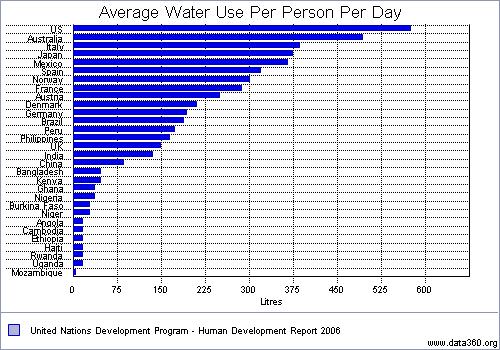 Average Water Use Per Person Per Day
US
Australia
Italy
Japan
Mexico
Spain
Norway
France
Austria
Denmark
Germany
Brazil
Peru
Philippines
UK
India
China
Bangladesh
Kenya
Ghana
Nigeria
Burkina Faso
Niger
Angola
Cambodia
Ethiopia
Haiti
Rwanda
Uganda
Mozambique
0 75 150 225 300 375 450 525 600
Litres
United Nations Development Program - Human Development Report 2006
www.data360.org